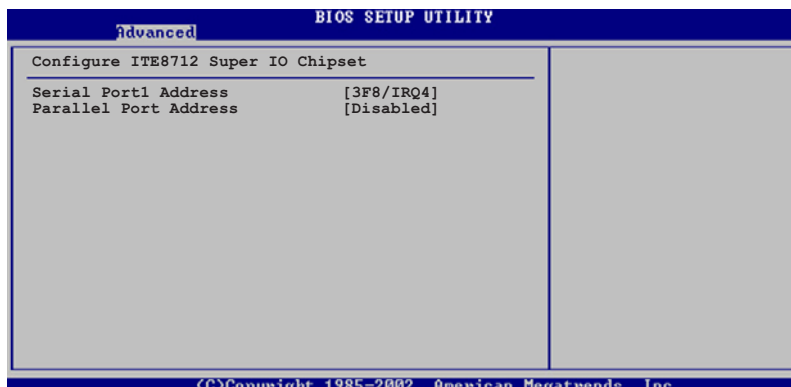 BIOS SETUP UTILITY
Advanced
Configure ITE8712 Super IO Chipset
Serial Port1 Address [3F8/IRQ4]
Parallel Port Address [Disabled]
(C)Copyright 1985-2002, American Megatrends, Inc